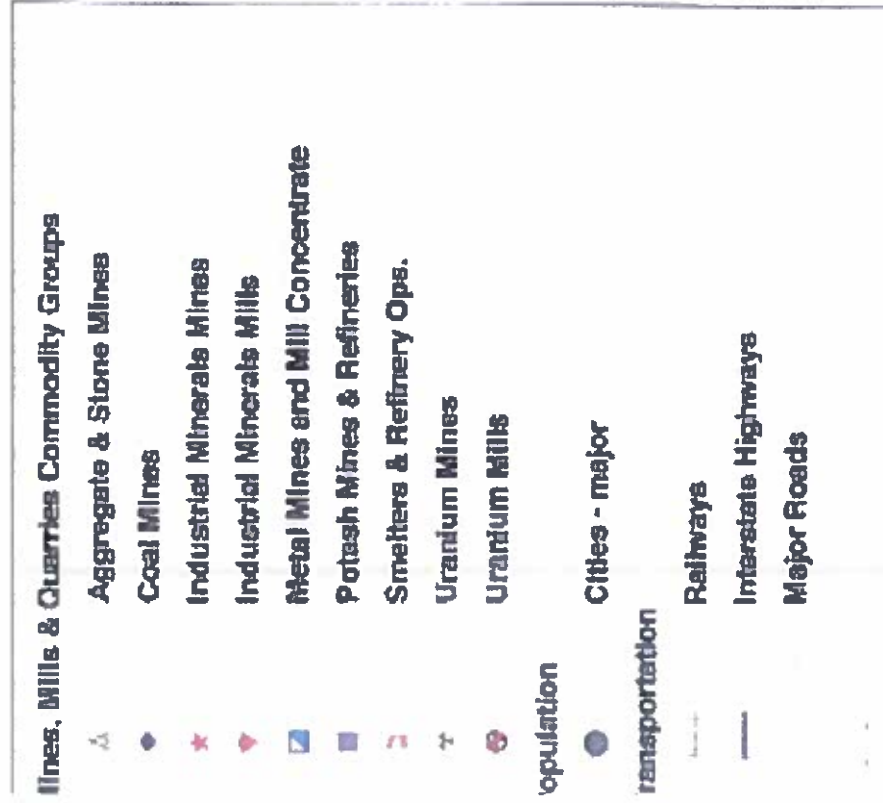 lines, Mills & Quarries Commodity Groups
Aggregate & Stone Mines
Coal Mines
Industrial Minerals Mines
Industrial Minerals Mills
Metal Mines and Mill Concentrate
Potash Mines & Refineries
Smelters & Refinery Ops.
Uranium Mines
Uranium Mills
opulation
Cities - major
ransportation
Railways
Interstate Highways
Major Roads